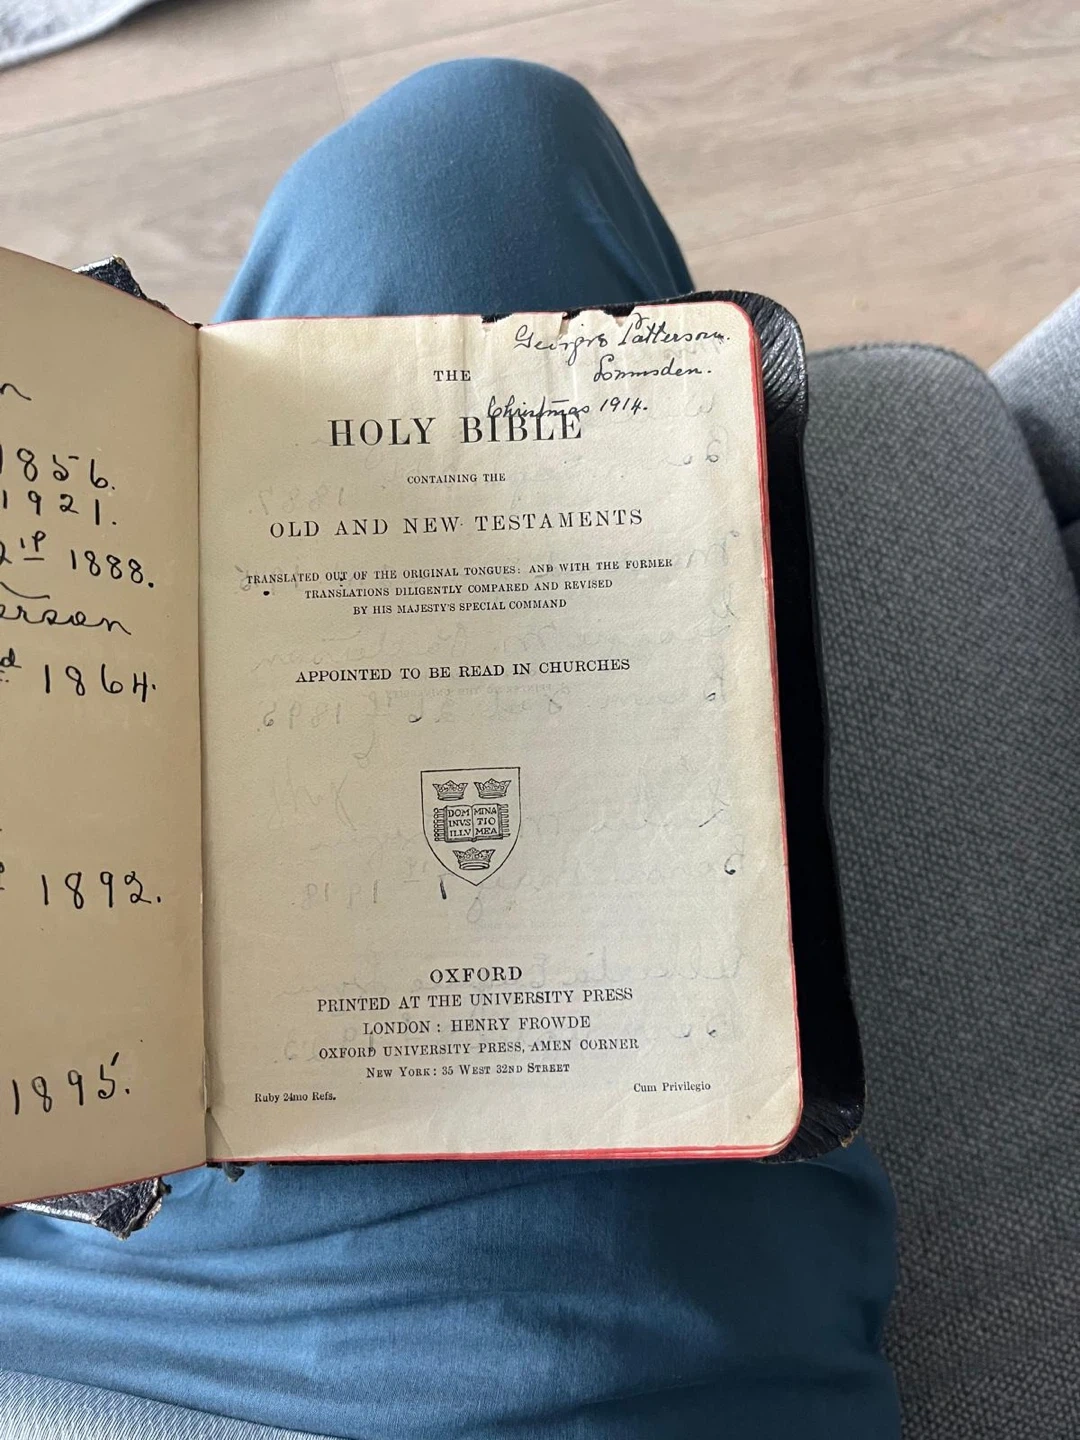 1856.
1921.
1888.
1864.
1892.
1895.
George Patterson.
Lommsden.
Christmas 1914.
THE
HOLY BIBLE
CONTAINING THE
OLD AND NEW TESTAMENTS
TRANSLATED OUT OF THE ORIGINAL TONGUES: AND WITH THE FORMER
TRANSLATIONS DILIGENTLY COMPARED AND REVISED
BY HIS MAJESTY'S SPECIAL COMMAND
APPOINTED TO BE READ IN CHURCHES
DOMI MINA
INVS TIO
ILLV MEA
OXFORD
PRINTED AT THE UNIVERSITY PRESS
LONDON: HENRY FROWDE
OXFORD UNIVERSITY PRESS, AMEN CORNER
NEW YORK: 35 WEST 32ND STREET
Ruby 24mo Refs.
Cum Privilegio